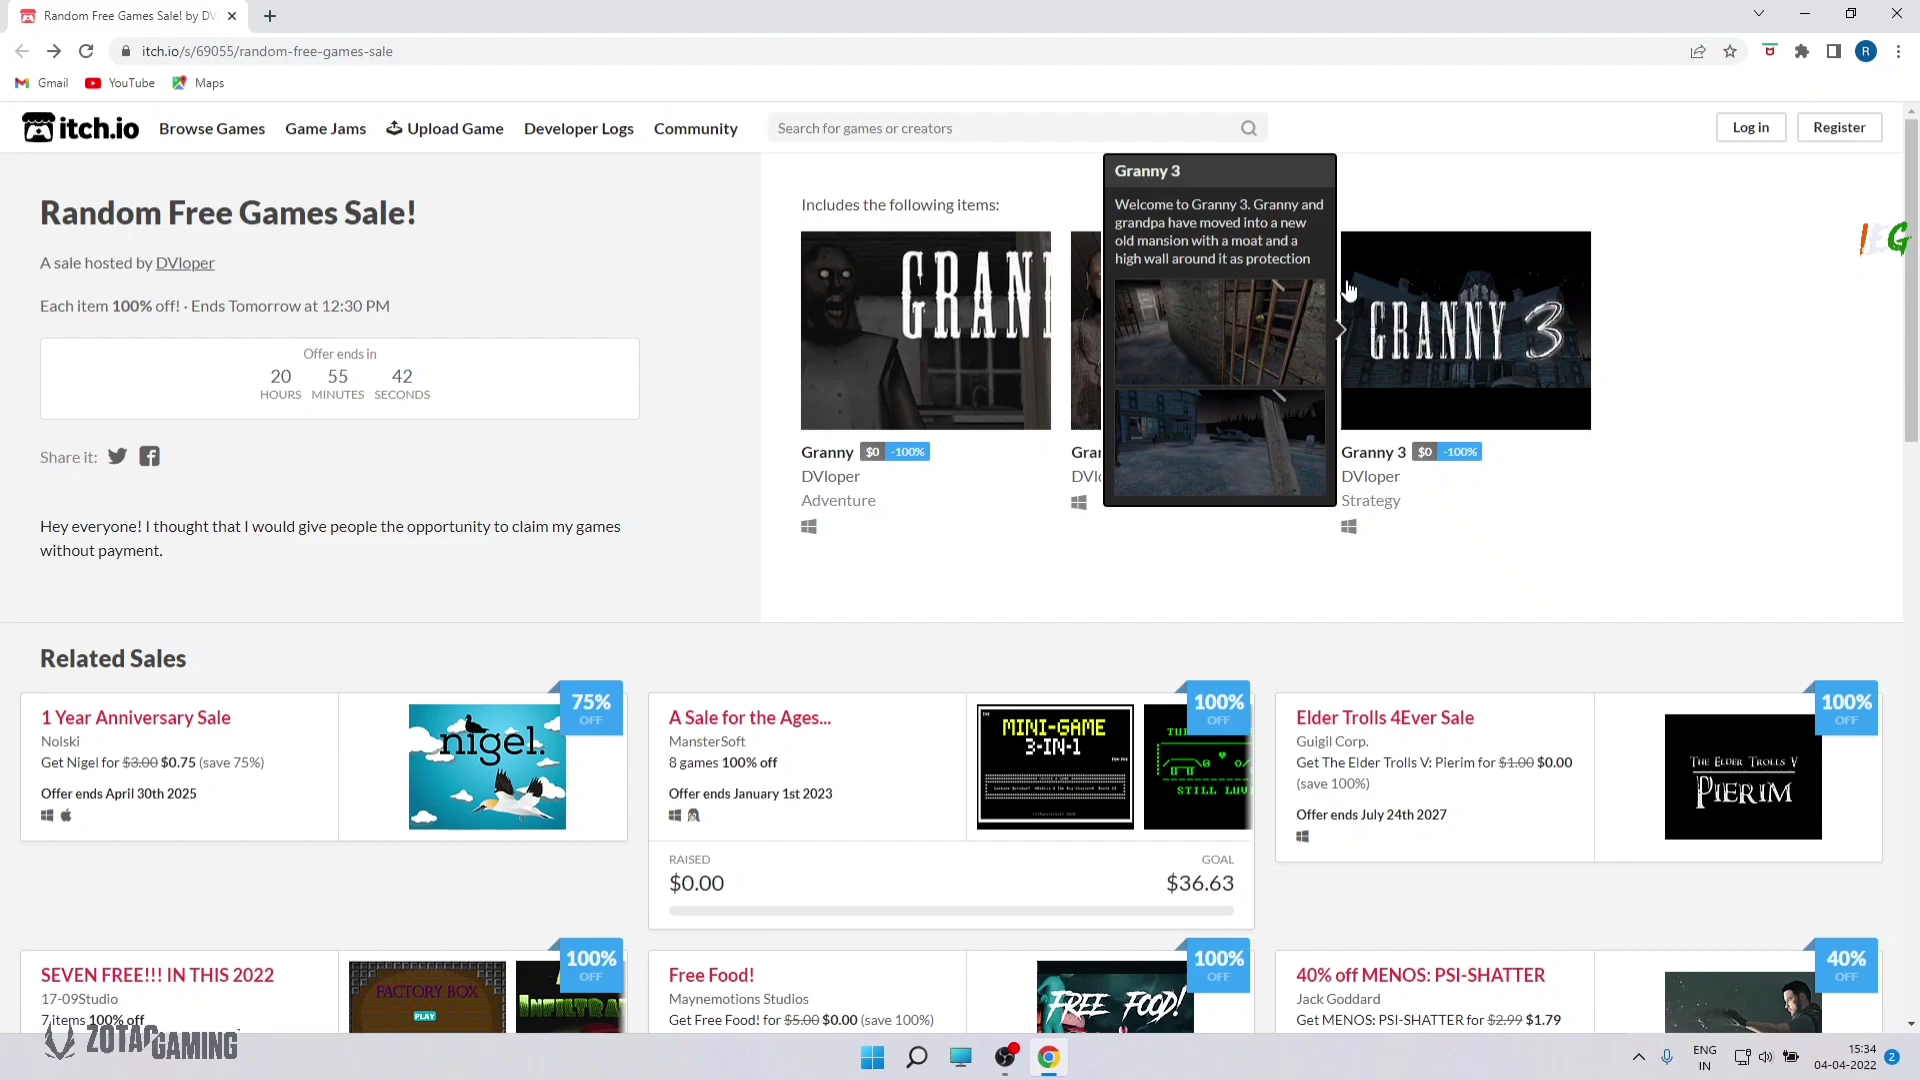 Random Free Games Sale! by DV
itch.io/s/69055/random-free-games-sale
R
Gmail
YouTube
Maps
itch.io
Browse Games
Game Jams
Upload Game
Developer Logs
Community
Search for games or creators
Log in
Register
Random Free Games Sale!
A sale hosted by DVloper
Each item 100% off! · Ends Tomorrow at 12:30 PM
Offer ends in
20 55 42
HOURS MINUTES SECONDS
Share it:
Hey everyone! I thought that I would give people the opportunity to claim my games
without payment.
Includes the following items:
GRAN
Granny $0 -100%
DVloper
Adventure
Gra
Granny 3
Welcome to Granny 3. Granny and
grandpa have moved into a new
old mansion with a moat and a
high wall around it as protection
GRANNY 3
Granny 3 $0 -100%
DVloper
Strategy
IEG
Related Sales
1 Year Anniversary Sale
Nolski
Get Nigel for $3.00 $0.75 (save 75%)
Offer ends April 30th 2025
nigel.
75%
OFF
A Sale for the Ages...
MansterSoft
8 games 100% off
Offer ends January 1st 2023
MINI-GAME
3-IN-1
STILL LUV
100%
OFF
RAISED
GOAL
$0.00
$36.63
Elder Trolls 4Ever Sale
Guigil Corp.
Get The Elder Trolls V: Pierim for $1.00 $0.00
(save 100%)
Offer ends July 24th 2027
THE ELDER TROLLS V
PIERIM
100%
OFF
SEVEN FREE!!! IN THIS 2022
17-09Studio
7 items 100% off
FACTORY BOX
PLAY
INFILTRA
100%
OFF
Free Food!
Maynemotions Studios
Get Free Food! for $5.00 $0.00 (save 100%)
FREE FOOD!
100%
OFF
40% off MENOS: PSI-SHATTER
Jack Goddard
Get MENOS: PSI-SHATTER for $2.99 $1.79
40%
OFF
ZOTAC GAMING
ENG
IN
15:34
04-04-2022
2